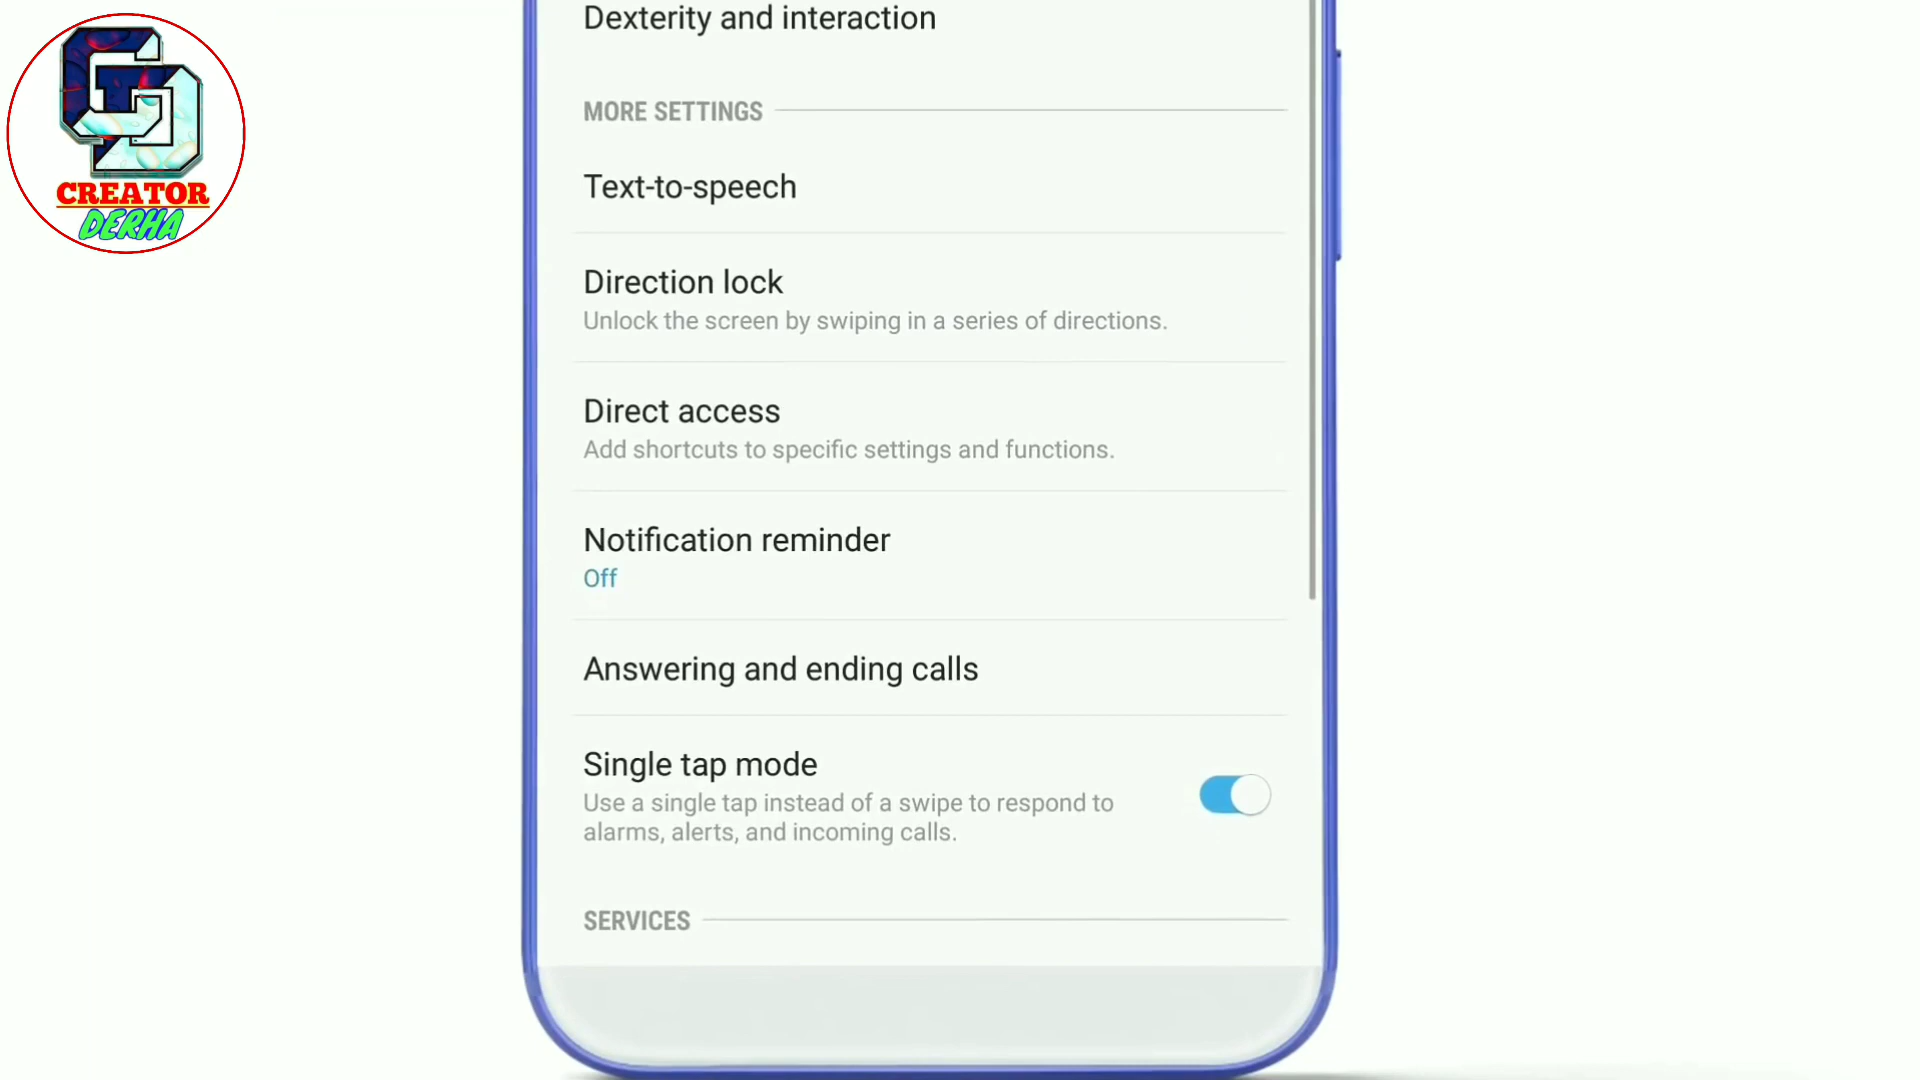 CREATOR
DERHA
Dexterity and interaction
MORE SETTINGS
Text-to-speech
Direction lock
Unlock the screen by swiping in a series of directions.
Direct access
Add shortcuts to specific settings and functions.
Notification reminder
Off
Answering and ending calls
Single tap mode
Use a single tap instead of a swipe to respond to
alarms, alerts, and incoming calls.
SERVICES